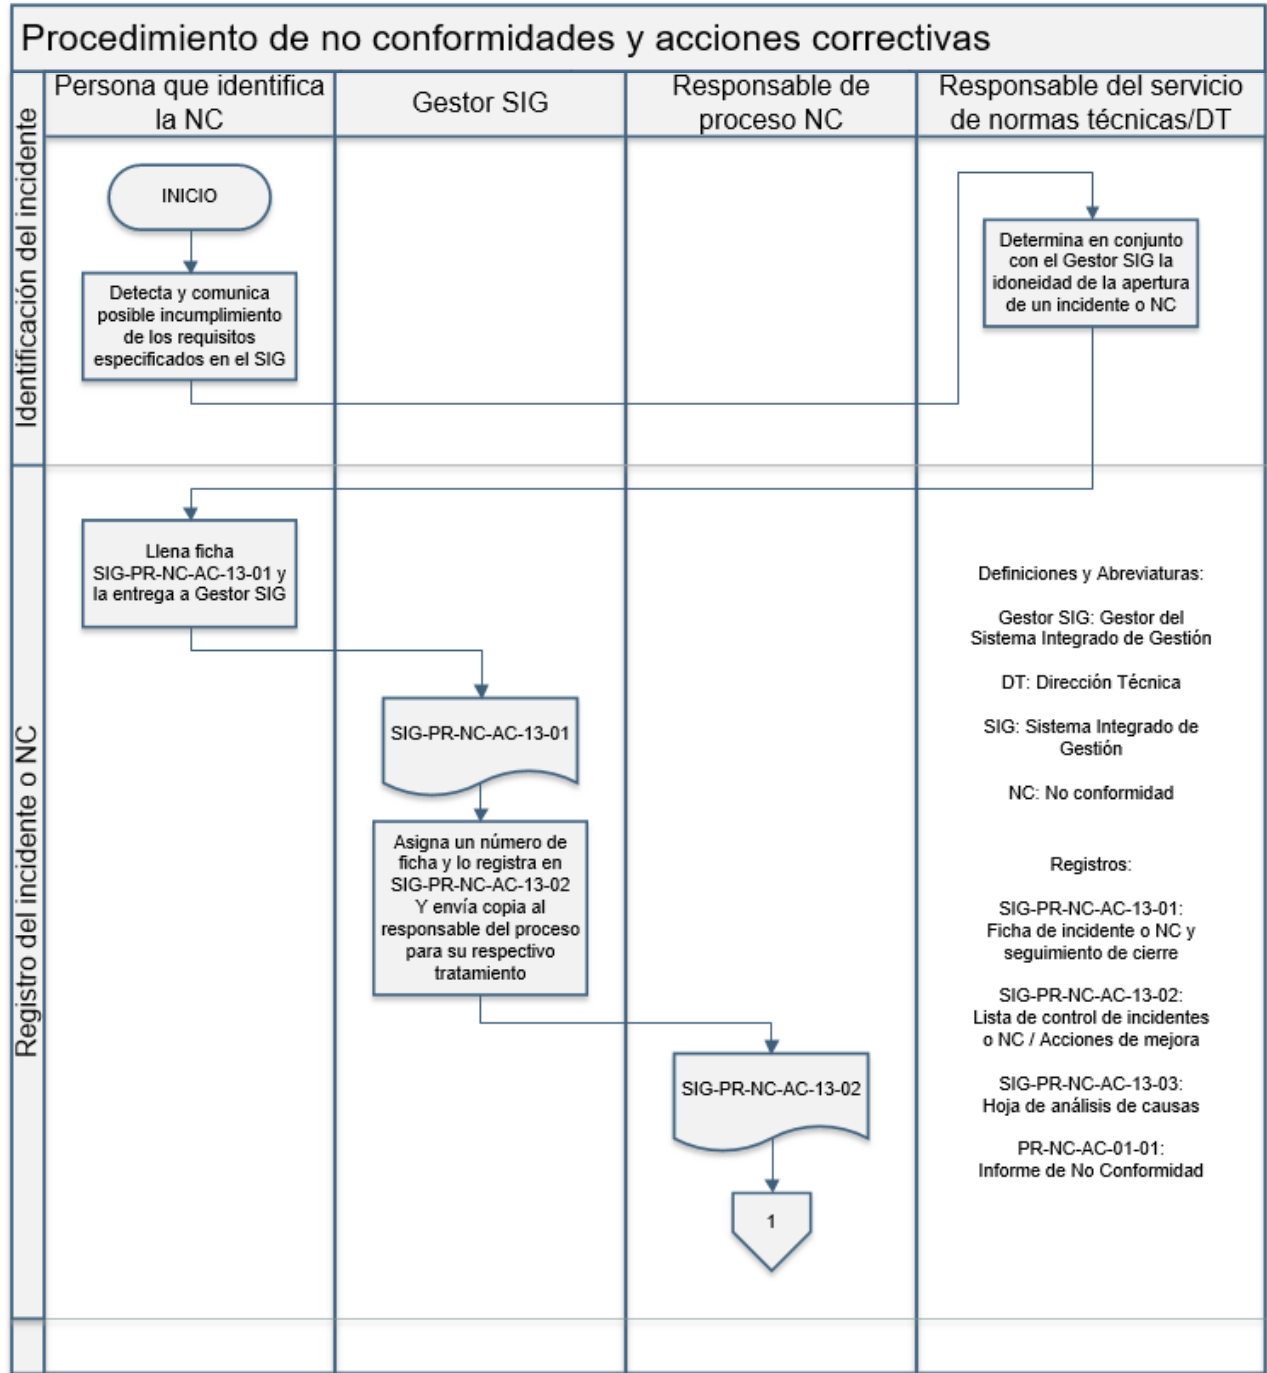 Procedimiento de no conformidades y acciones correctivas
Persona que identifica
la NC
Gestor SIG
Responsable de
proceso NC
Responsable del servicio
de normas técnicas/DT
Identificación del incidente
INICIO
Detecta y comunica
posible incumplimiento
de los requisitos
especificados en el SIG
Determina en conjunto
con el Gestor SIG la
idoneidad de la apertura
de un incidente o NC
Registro del incidente o NC
Llena ficha
SIG-PR-NC-AC-13-01 y
la entrega a Gestor SIG
SIG-PR-NC-AC-13-01
Asigna un número de
ficha y lo registra en
SIG-PR-NC-AC-13-02
Y envía copia al
responsable del proceso
para su respectivo
tratamiento
SIG-PR-NC-AC-13-02
1
Definiciones y Abreviaturas:
Gestor SIG: Gestor del
Sistema Integrado de Gestión
DT: Dirección Técnica
SIG: Sistema Integrado de
Gestión
NC: No conformidad
Registros:
SIG-PR-NC-AC-13-01:
Ficha de incidente o NC y
seguimiento de cierre
SIG-PR-NC-AC-13-02:
Lista de control de incidentes
o NC / Acciones de mejora
SIG-PR-NC-AC-13-03:
Hoja de análisis de causas
PR-NC-AC-01-01:
Informe de No Conformidad